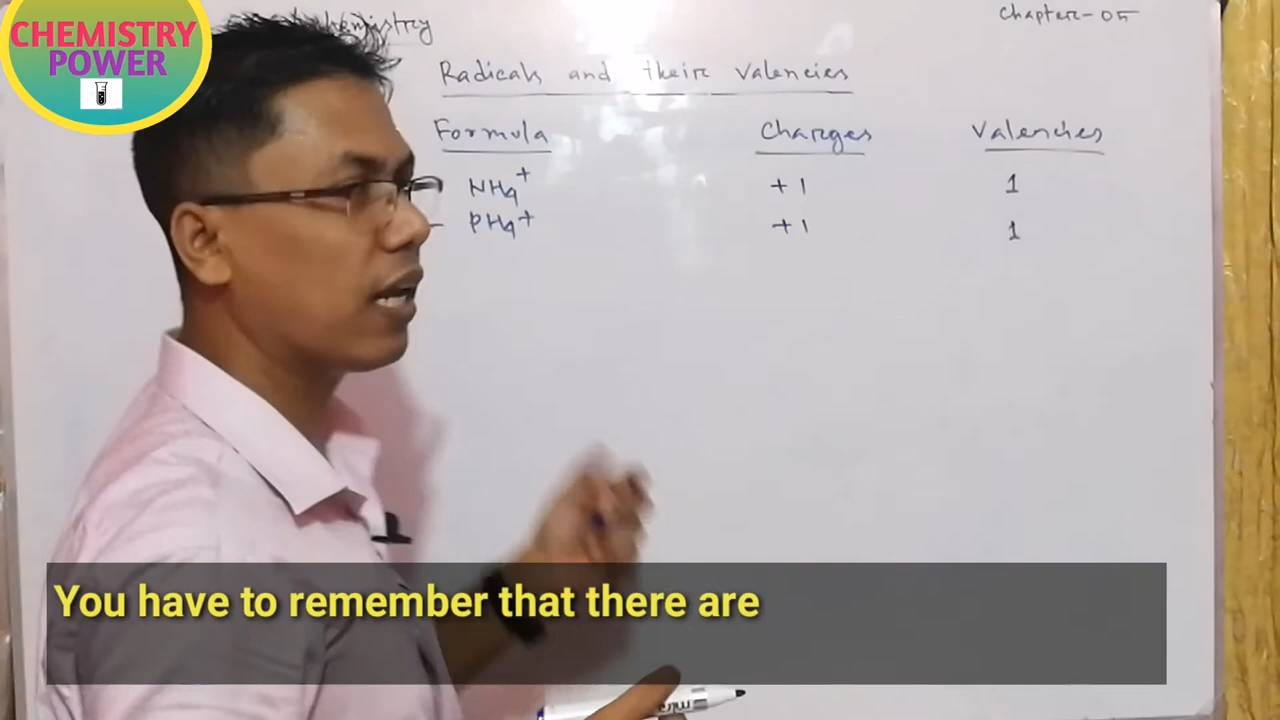 CHEMISTRY
POWER
chemistry
Chapter-05
Radicals and their valencies
Formula Charges Valencies
NH4+ +1 1
PH4+ +1 1
You have to remember that there are